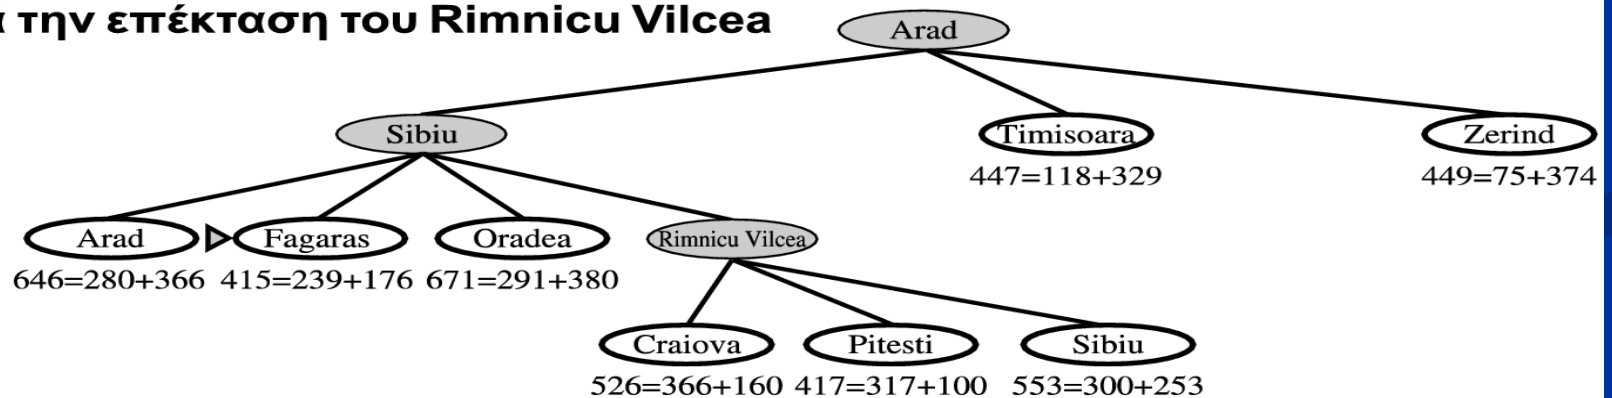 την επέκταση του Rimnicu Vilcea
Arad
Sibiu
Timisoara
Zerind
447=118+329
449=75+374
Arad
Fagaras
Oradea
Rimnicu Vilcea
646=280+366
415=239+176
671=291+380
Craiova
Pitesti
Sibiu
526=366+160
417=317+100
553=300+253